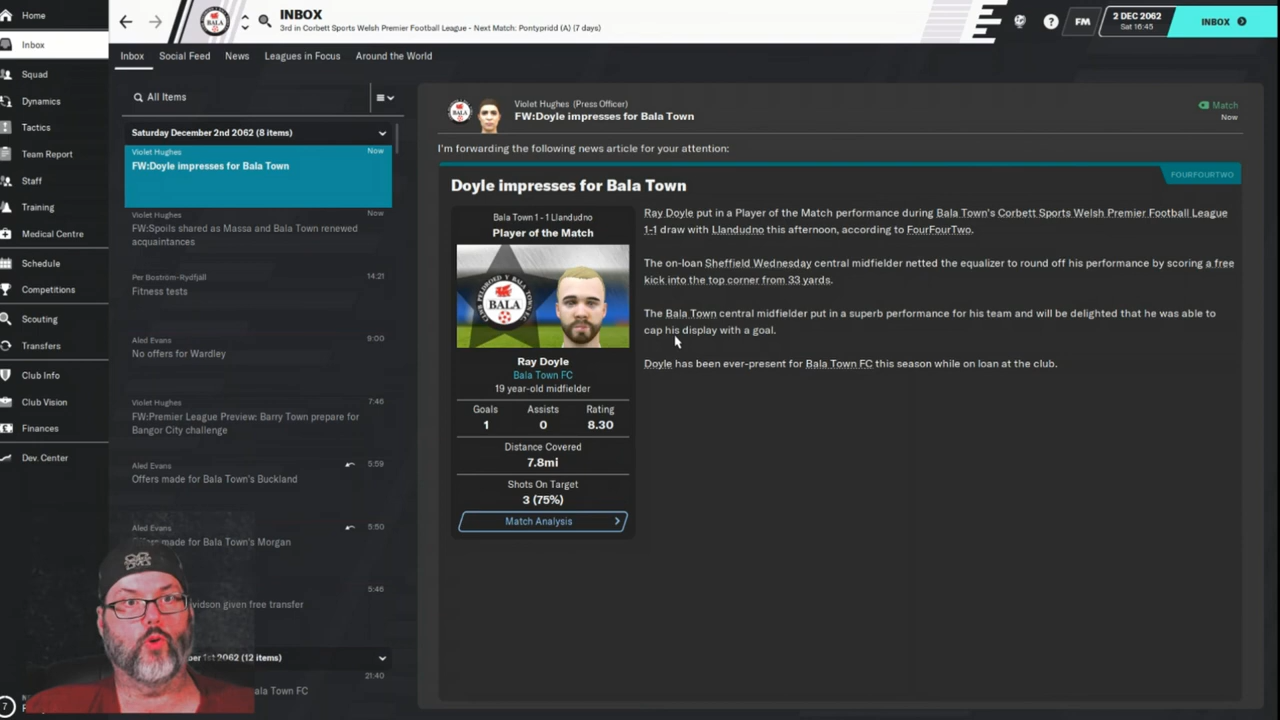 Home
Inbox
Squad
Dynamics
Tactics
Team Report
Staff
Training
Medical Centre
Schedule
Competitions
Scouting
Transfers
Club Info
Club Vision
Finances
Dev. Center
7
INBOX
3rd in Corbett Sports Welsh Premier Football League - Next Match: Pontypridd (A) (7 days)
FM
2 DEC 2062
Sat 16:45
INBOX
Inbox
Social Feed
News
Leagues in Focus
Around the World
All Items
Saturday December 2nd 2062 (8 items)
Violet Hughes
Now
FW:Doyle impresses for Bala Town
Violet Hughes
Now
FW:Spoils shared as Massa and Bala Town renewed
acquaintances
Per Boström-Rydfjäll
14:21
Fitness tests
Aled Evans
9:00
No offers for Wardley
Violet Hughes
7:46
FW:Premier League Preview: Barry Town prepare for
Bangor City challenge
Aled Evans
5:59
Offers made for Bala Town's Buckland
Aled Evans
5:50
made for Bala Town's Morgan
5:46
given free transfer
1st 2062 (12 items)
21:40
Town FC
BALA
Violet Hughes (Press Officer)
FW:Doyle impresses for Bala Town
Match
Now
I'm forwarding the following news article for your attention:
Doyle impresses for Bala Town
FOURFOURTWO
Bala Town 1 - 1 Llandudno
Player of the Match
BALA
Ray Doyle
Bala Town FC
19 year-old midfielder
Goals
Assists
Rating
1
0
8.30
Distance Covered
7.8mi
Shots On Target
3 (75%)
Match Analysis
Ray Doyle put in a Player of the Match performance during Bala Town's Corbett Sports Welsh Premier Football League
1-1 draw with Llandudno this afternoon, according to FourFourTwo.
The on-loan Sheffield Wednesday central midfielder netted the equalizer to round off his performance by scoring a free
kick into the top corner from 33 yards.
The Bala Town central midfielder put in a superb performance for his team and will be delighted that he was able to
cap his display with a goal.
Doyle has been ever-present for Bala Town FC this season while on loan at the club.